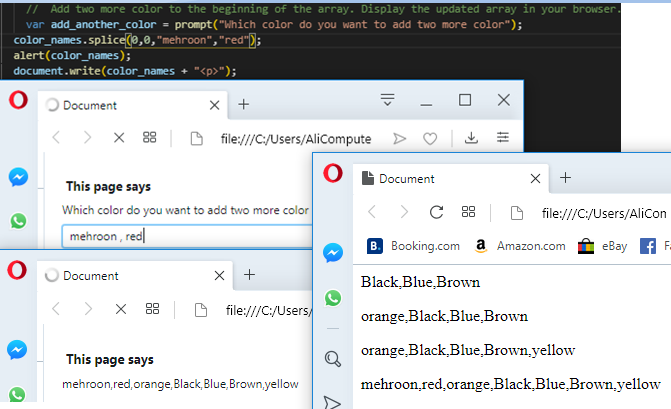 //  Add two more color to the beginning of the array. Display the updated array in your browser.
var add_another_color = prompt("Which color do you want to add two more color");
color_names.splice(0,0,"mehroon","red");
alert(color_names);
document.write(color_names + "<p>");
Document
file:///C:/Users/AliCompute
This page says
Which color do you want to add two more color
mehroon , red
Document
file:///C:/Users/
This page says
mehroon,red,orange,Black,Blue,Brown,yellow
Document
file:///C:/Users/AliCon
B. Booking.com a Amazon.com eBay f Fa
Black,Blue,Brown
orange,Black,Blue,Brown
orange,Black,Blue,Brown,yellow
mehroon,red,orange,Black,Blue,Brown,yellow